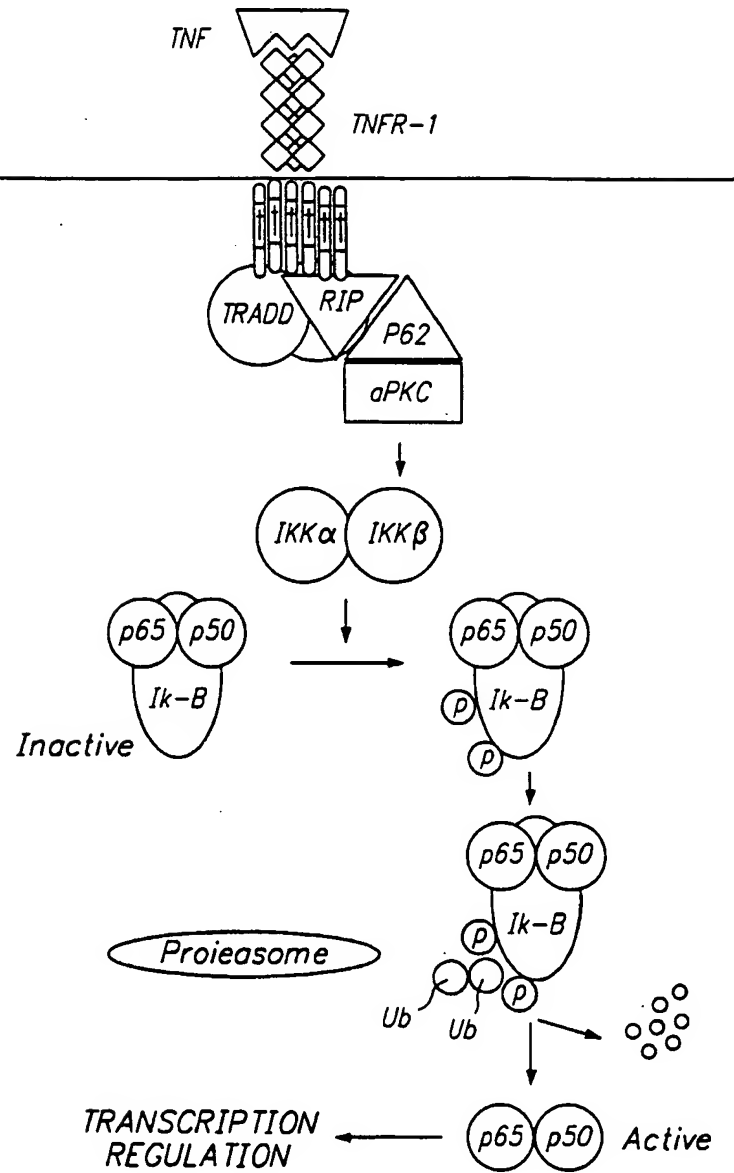 TNF
TNFR-1
TRADD
RIP
P62
aPKC
IKKα
IKKβ
p65
p50
Ik-B
Inactive
p65
p50
Ik-B
p
p
p65
p50
Ik-B
p
p
Proieasome
Ub
Ub
TRANSCRIPTION
REGULATION
p65
p50
Active